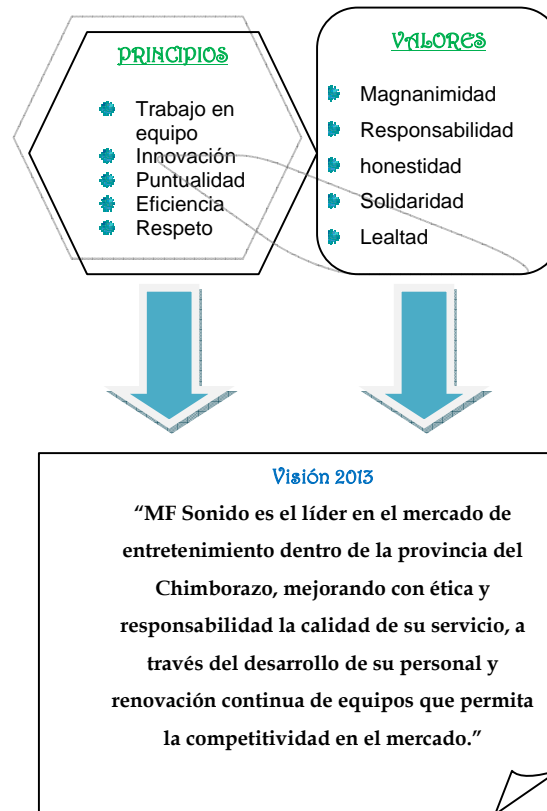 PRINCIPIOS
Trabajo en
equipo
Innovación
Puntualidad
Eficiencia
Respeto
VALORES
Magnanimidad
Responsabilidad
honestidad
Solidaridad
Lealtad
Visión 2013
“MF Sonido es el líder en el mercado de
entretenimiento dentro de la provincia del
Chimborazo, mejorando con ética y
responsabilidad la calidad de su servicio, a
través del desarrollo de su personal y
renovación continua de equipos que permita
la competitividad en el mercado.”